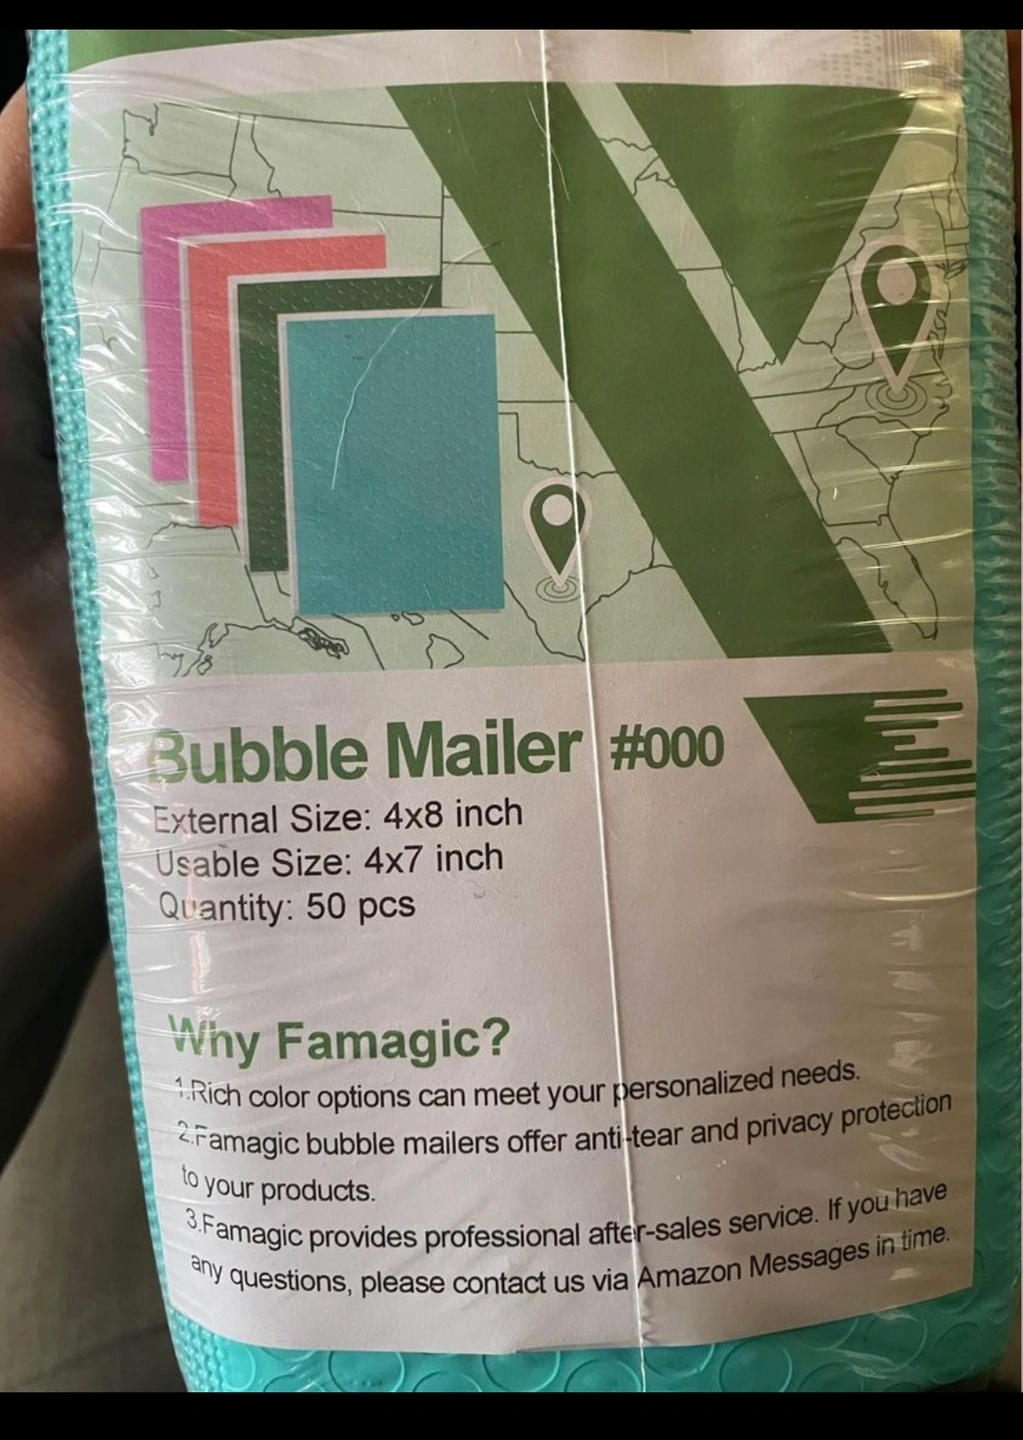 Bubble Mailer #000
External Size: 4x8 inch
Usable Size: 4x7 inch
Quantity: 50 pcs
Why Famagic?
1.Rich color options can meet your personalized needs.
2.Famagic bubble mailers offer anti-tear and privacy protection
to your products.
3.Famagic provides professional after-sales service. If you have
any questions, please contact us via Amazon Messages in time.